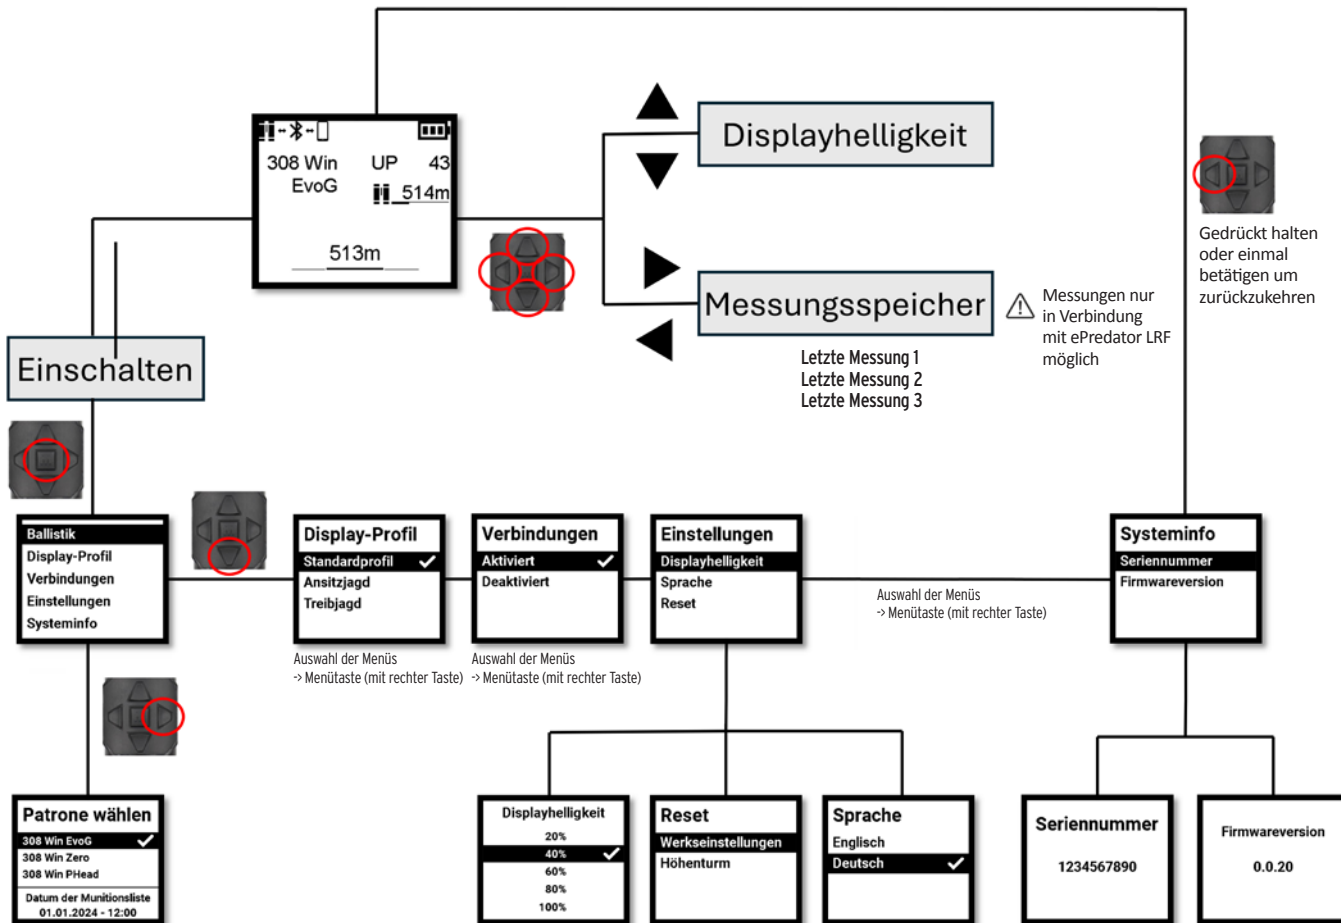 308 Win
EvoG
UP 43
514m
513m
Displayhelligkeit
Messungsspeicher
Letzte Messung 1
Letzte Messung 2
Letzte Messung 3
Messungen nur
in Verbindung
mit ePredator LRF
möglich
Gedrückt halten
oder einmal
betätigen um
zurückzukehren
Einschalten
Ballistik
Display-Profil
Verbindungen
Einstellungen
Systeminfo
Display-Profil
Standardprofil
Ansitzjagd
Treibjagd
Auswahl der Menüs
-> Menütaste (mit rechter Taste)
Verbindungen
Aktiviert
Deaktiviert
Auswahl der Menüs
-> Menütaste (mit rechter Taste)
Einstellungen
Displayhelligkeit
Sprache
Reset
Auswahl der Menüs
-> Menütaste (mit rechter Taste)
Systeminfo
Seriennummer
Firmwareversion
Patrone wählen
308 Win EvoG
308 Win Zero
308 Win PHead
Datum der Munitionsliste
01.01.2024 - 12:00
Displayhelligkeit
20%
40%
60%
80%
100%
Reset
Werkseinstellungen
Höhenturm
Sprache
Englisch
Deutsch
Seriennummer
1234567890
Firmwareversion
0.0.20